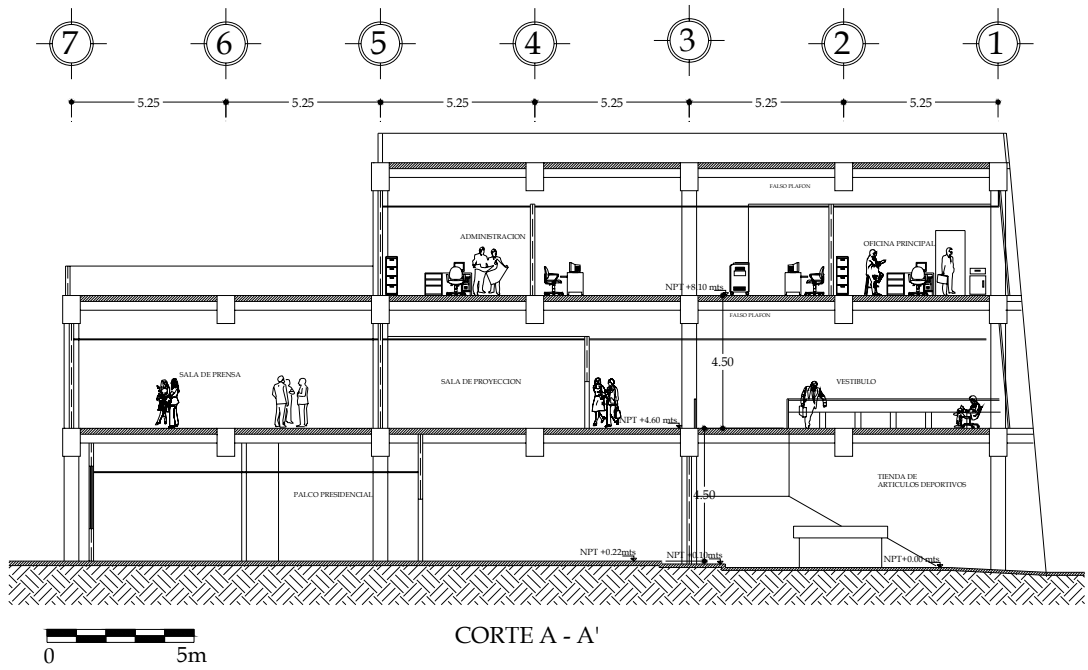 7 6 5 4 3 2 1
5.25 5.25 5.25 5.25 5.25 5.25
FALSO PLAFON
ADMINISTRACION
OFICINA PRINCIPAL
NPT +8.10 mts
FALSO PLAFON
4.50
SALA DE PRENSA
SALA DE PROYECCION
VESTIBULO
NPT +4.60 mts
TIENDA DE
ARTICULOS DEPORTIVOS
PALCO PRESIDENCIAL
4.50
NPT +0.22mts
NPT +0.10mts
NPT+0.00 mts
CORTE A - A'
0 5m